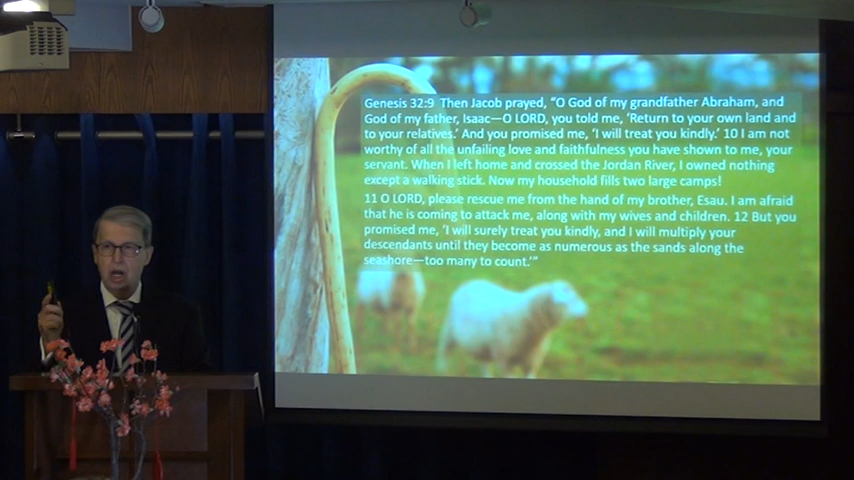 Genesis 32:9 Then Jacob prayed, “O God of my grandfather Abraham, and
God of my father, Isaac—O LORD, you told me, ‘Return to your own land and
to your relatives.’ And you promised me, ‘I will treat you kindly.’ 10 I am not
worthy of all the unfailing love and faithfulness you have shown to me, your
servant. When I left home and crossed the Jordan River, I owned nothing
except a walking stick. Now my household fills two large camps!
11 O LORD, please rescue me from the hand of my brother, Esau. I am afraid
that he is coming to attack me, along with my wives and children. 12 But you
promised me, ‘I will surely treat you kindly, and I will multiply your
descendants until they become as numerous as the sands along the
seashore—too many to count.’”